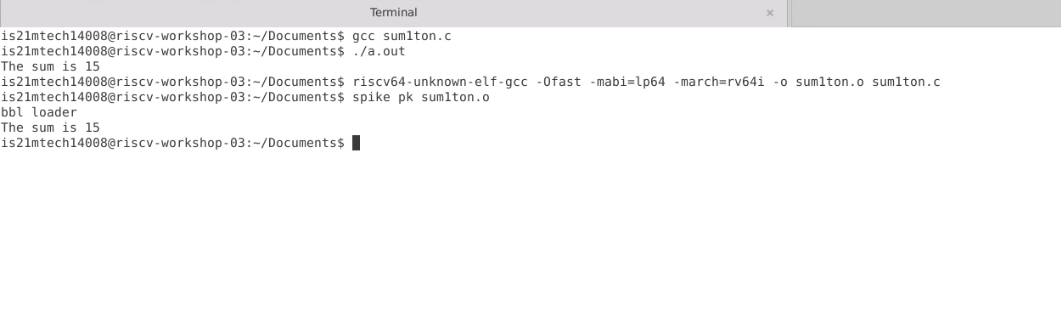 Terminal ×
is21mtech14008@riscv-workshop-03:~/Documents$ gcc sum1ton.c
is21mtech14008@riscv-workshop-03:~/Documents$ ./a.out
The sum is 15
is21mtech14008@riscv-workshop-03:~/Documents$ riscv64-unknown-elf-gcc -Ofast -mabi=lp64 -march=rv64i -o sum1ton.o sum1ton.c
is21mtech14008@riscv-workshop-03:~/Documents$ spike pk sum1ton.o
bbl loader
The sum is 15
is21mtech14008@riscv-workshop-03:~/Documents$